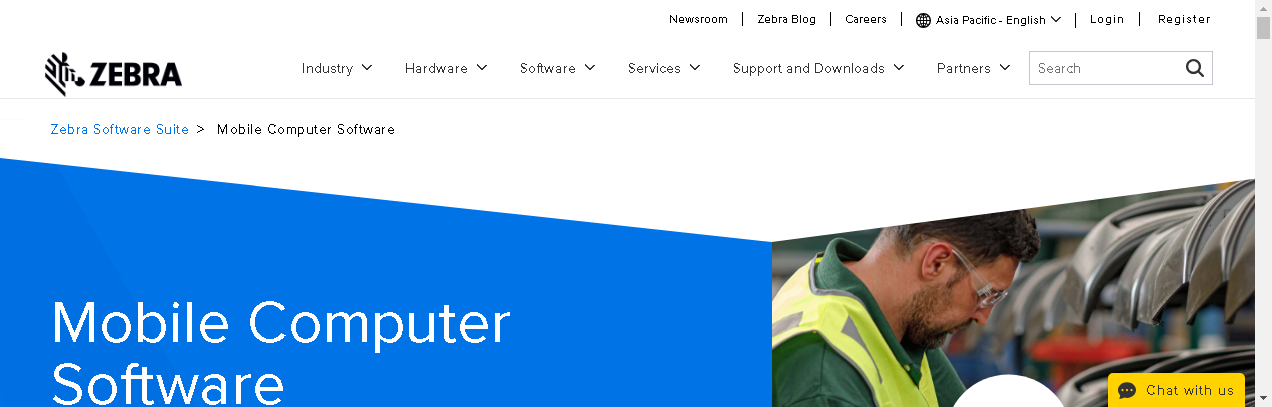 Newsroom Zebra Blog Careers Asia Pacific - English Login Register
ZEBRA Industry Hardware Software Services Support and Downloads Partners Search
Zebra Software Suite > Mobile Computer Software
Mobile Computer
Software
Chat with us